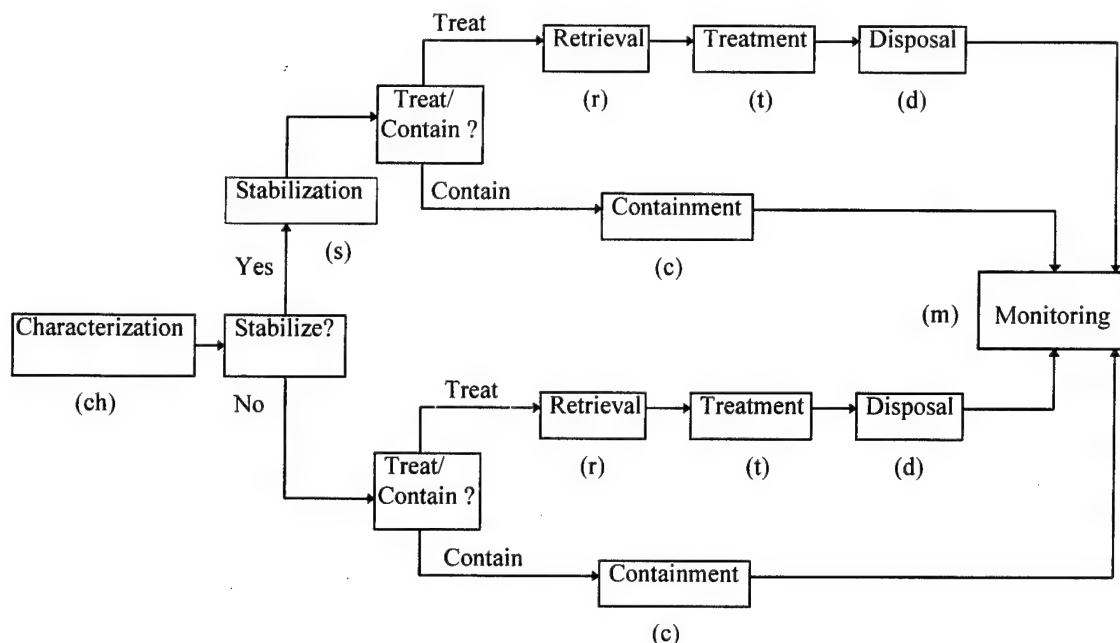 Treat
Retrieval
Treatment
Disposal
(r)
(t)
(d)
Treat/
Contain ?
Contain
Stabilization
(s)
Containment
(c)
Yes
Characterization
(ch)
Stabilize?
(m)
Monitoring
No
Treat
Retrieval
Treatment
Disposal
(r)
(t)
(d)
Treat/
Contain ?
Contain
Containment
(c)